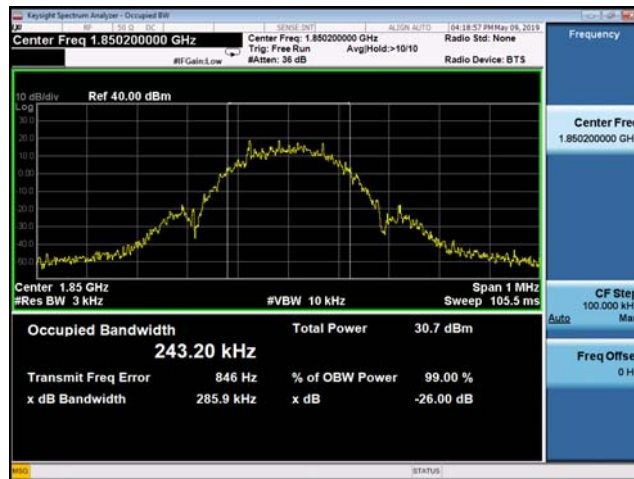 Keysight Spectrum Analyzer - Occupied BW
RF 50 Ω DC SENSE:INT ALIGN AUTO 04:18:57 PM May 09, 2019
Center Freq 1.850200000 GHz
Center Freq: 1.850200000 GHz Radio Std: None
Trig: Free Run Avg|Hold:>10/10
#IFGain:Low #Atten: 36 dB Radio Device: BTS
Frequency
10 dB/div Ref 40.00 dBm
Log
30.0
20.0
10.0
0.00
-10.0
-20.0
-30.0
-40.0
-50.0
Center Freq
1.850200000 GH
Center 1.85 GHz Span 1 MHz
#Res BW 3 kHz #VBW 10 kHz Sweep 105.5 ms
CF Step
100.000 kH
Auto Ma
Occupied Bandwidth Total Power 30.7 dBm
243.20 kHz
Transmit Freq Error 846 Hz % of OBW Power 99.00 %
x dB Bandwidth 285.9 kHz x dB -26.00 dB
Freq Offse
0 H
MSG STATUS